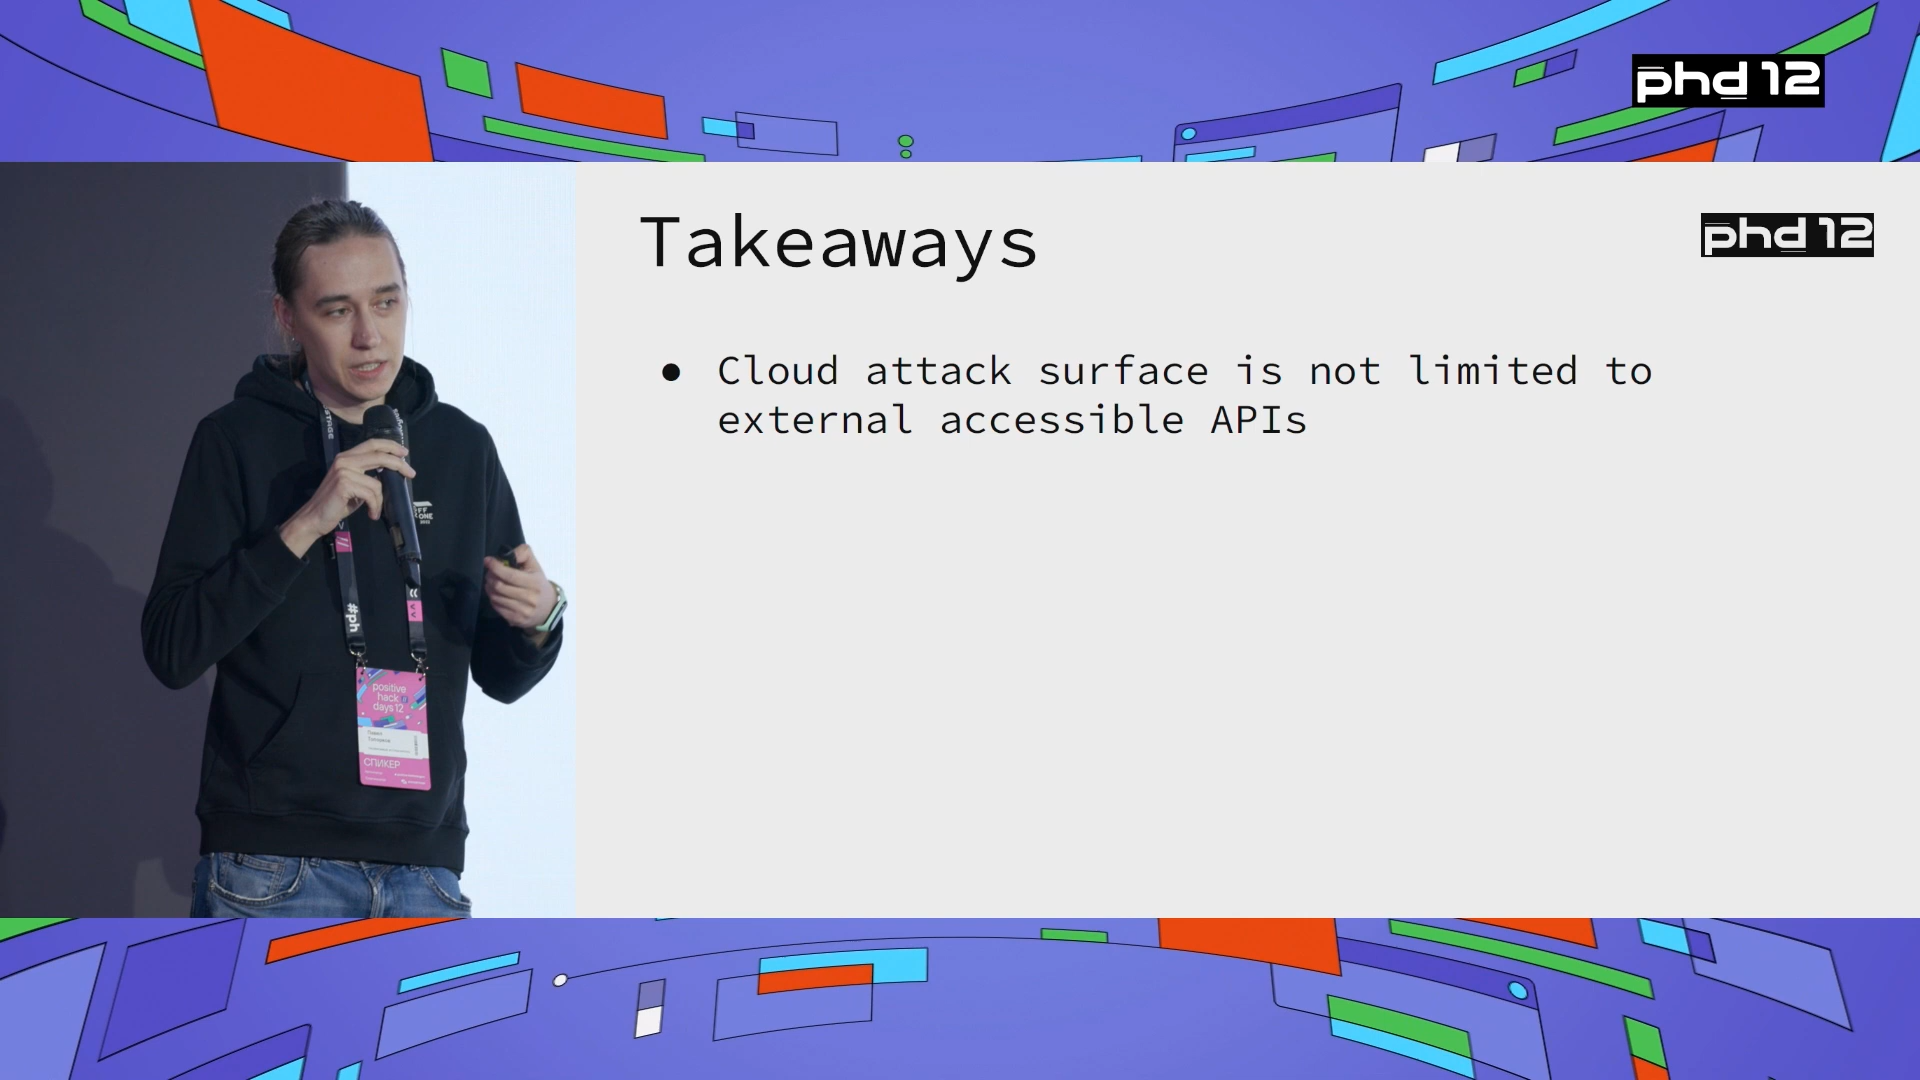 phd 12
Takeaways
phd 12
● Cloud attack surface is not limited to
external accessible APIs
#ph
positive
hack
days 12
СПИКЕР